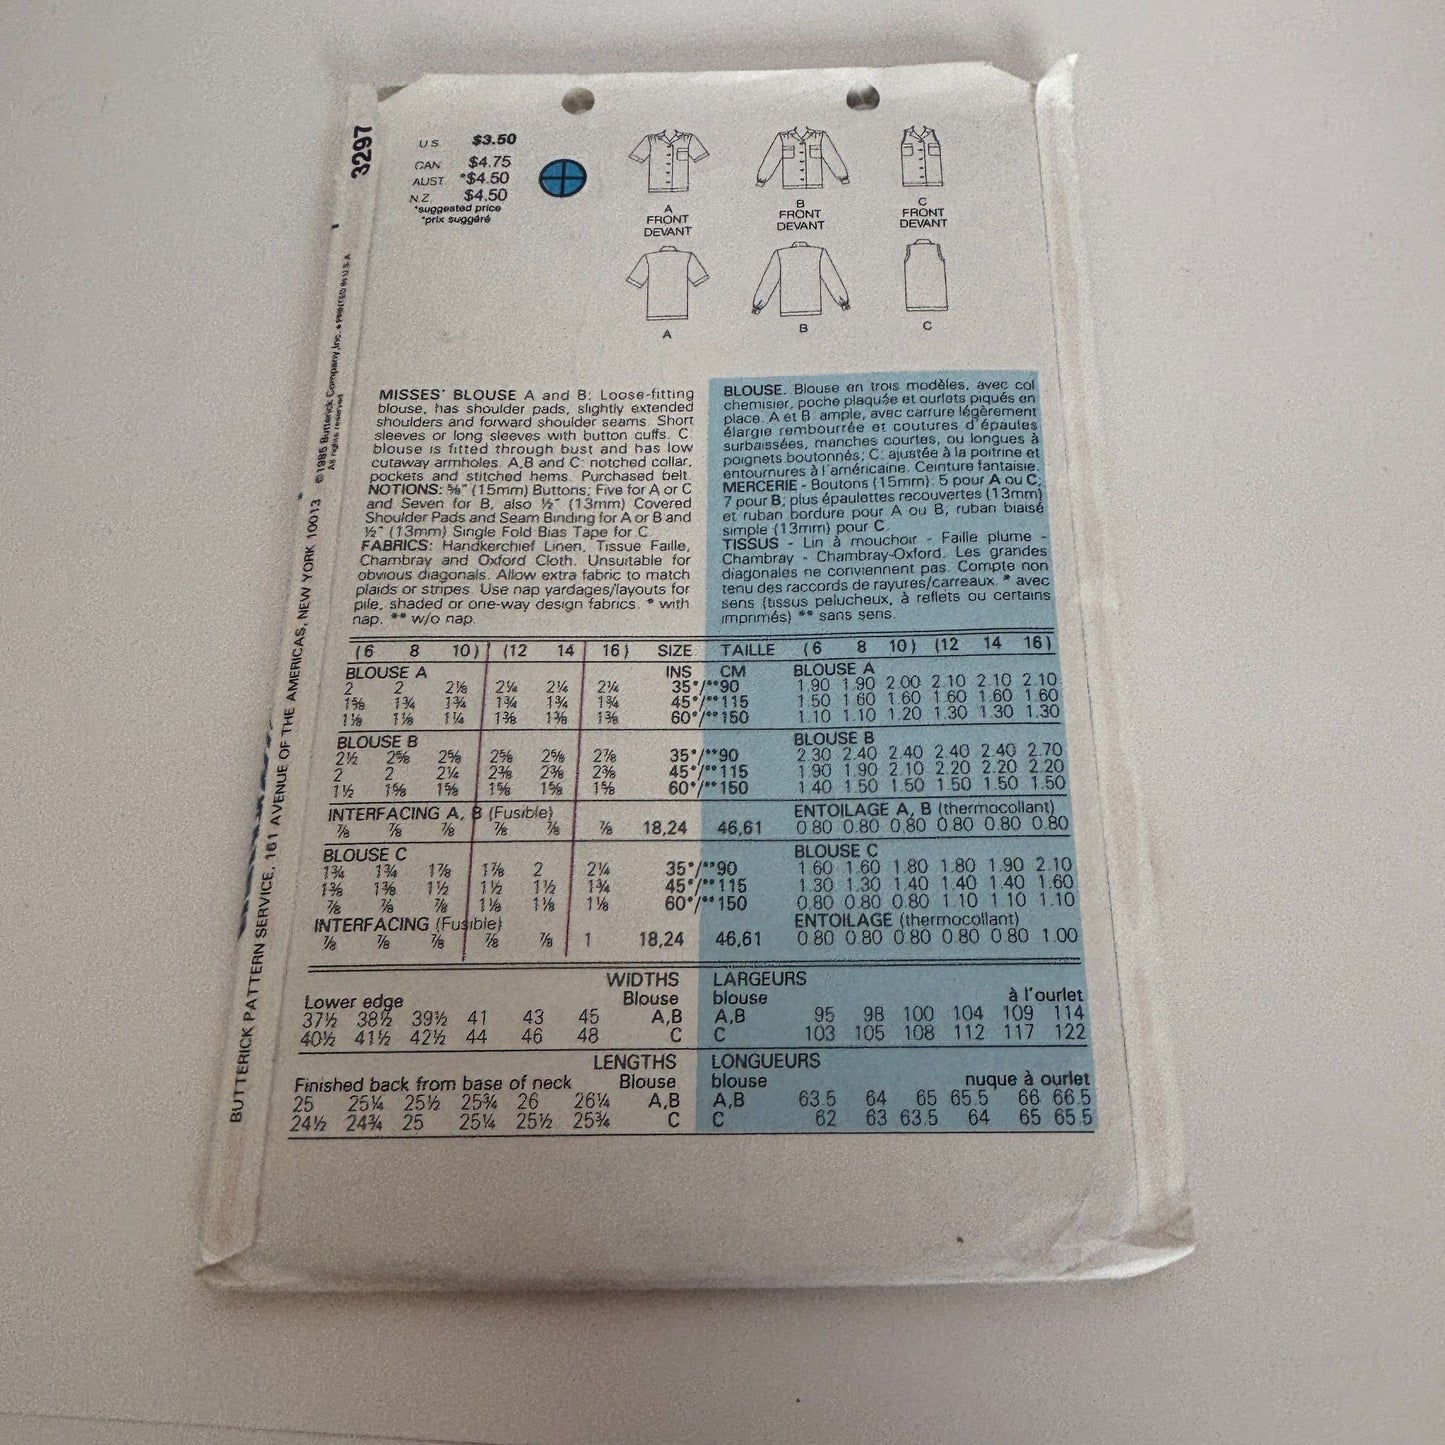 3297
U.S. $3.50
CAN. $4.75
AUST. *$4.50
N.Z. $4.50
*suggested price
*prix suggéré
A
FRONT
DEVANT
B
FRONT
DEVANT
C
FRONT
DEVANT
A
B
C
© 1985 Butterick Company, Inc. • PRINTED IN U.S.A
All rights reserved
BUTTERICK PATTERN SERVICE, 161 AVENUE OF THE AMERICAS, NEW YORK 10013
MISSES' BLOUSE A and B: Loose-fitting
blouse, has shoulder pads, slightly extended
shoulders and forward shoulder seams. Short
sleeves or long sleeves with button cuffs. C:
blouse is fitted through bust and has low
cutaway armholes. A,B and C: notched collar,
pockets and stitched hems. Purchased belt.
NOTIONS: ⅝" (15mm) Buttons; Five for A or C
and Seven for B, also ½" (13mm) Covered
Shoulder Pads and Seam Binding for A or B and
½" (13mm) Single Fold Bias Tape for C.
FABRICS: Handkerchief Linen, Tissue Faille,
Chambray and Oxford Cloth. Unsuitable for
obvious diagonals. Allow extra fabric to match
plaids or stripes. Use nap yardages/layouts for
pile, shaded or one-way design fabrics. * with
nap. ** w/o nap.
BLOUSE. Blouse en trois modèles, avec col
chemisier, poche plaquée et ourlets piqués en
place. A et B: ample, avec carrure légèrement
élargie rembourrée et coutures d'épaules
surbaissées, manches courtes, ou longues à
poignets boutonnés; C: ajustée à la poitrine et
entournures à l'américaine. Ceinture fantaisie.
MERCERIE - Boutons (15mm): 5 pour A ou C;
7 pour B; plus épaulettes recouvertes (13mm)
et ruban bordure pour A ou B; ruban biaisé
simple (13mm) pour C.
TISSUS - Lin à mouchoir - Faille plume -
Chambray - Chambray-Oxford. Les grandes
diagonales ne conviennent pas. Compte non
tenu des raccords de rayures/carreaux. * avec
sens (tissus pelucheux, à reflets ou certains
imprimés) ** sans sens.
(6 8 10) (12 14 16) SIZE TAILLE (6 8 10) (12 14 16)
BLOUSE A INS CM BLOUSE A
2 2 2⅛ 2¼ 2¼ 2¼ 35*/**90 1.90 1.90 2.00 2.10 2.10 2.10
1⅝ 1¾ 1¾ 1¾ 1¾ 1¾ 45*/**115 1.50 1.60 1.60 1.60 1.60 1.60
1⅛ 1⅛ 1¼ 1⅜ 1⅜ 1⅜ 60*/**150 1.10 1.10 1.20 1.30 1.30 1.30
BLOUSE B BLOUSE B
2½ 2⅝ 2⅝ 2⅝ 2⅝ 2⅞ 35*/**90 2.30 2.40 2.40 2.40 2.40 2.70
2 2 2¼ 2⅜ 2⅜ 2⅜ 45*/**115 1.90 1.90 2.10 2.20 2.20 2.20
1½ 1⅝ 1⅝ 1⅝ 1⅝ 1⅝ 60*/**150 1.40 1.50 1.50 1.50 1.50 1.50
INTERFACING A, B (Fusible) ENTOILAGE A, B (thermocollant)
⅞ ⅞ ⅞ ⅞ ⅞ ⅞ 18,24 46,61 0.80 0.80 0.80 0.80 0.80 0.80
BLOUSE C BLOUSE C
1¾ 1¾ 1⅞ 1⅞ 2 2¼ 35*/**90 1.60 1.60 1.80 1.80 1.90 2.10
1⅜ 1⅜ 1½ 1½ 1½ 1¾ 45*/**115 1.30 1.30 1.40 1.40 1.40 1.60
⅞ ⅞ ⅞ 1⅛ 1⅛ 1⅛ 60*/**150 0.80 0.80 0.80 1.10 1.10 1.10
INTERFACING (Fusible) ENTOILAGE (thermocollant)
⅞ ⅞ ⅞ ⅞ ⅞ 1 18,24 46,61 0.80 0.80 0.80 0.80 0.80 1.00
WIDTHS LARGEURS
Lower edge Blouse blouse à l'ourlet
37½ 38½ 39½ 41 43 45 A,B A,B 95 98 100 104 109 114
40½ 41½ 42½ 44 46 48 C C 103 105 108 112 117 122
LENGTHS LONGUEURS
Finished back from base of neck Blouse blouse nuque à ourlet
25 25¼ 25½ 25¾ 26 26¼ A,B A,B 63.5 64 65 65.5 66 66.5
24½ 24¾ 25 25¼ 25½ 25¾ C C 62 63 63.5 64 65 65.5